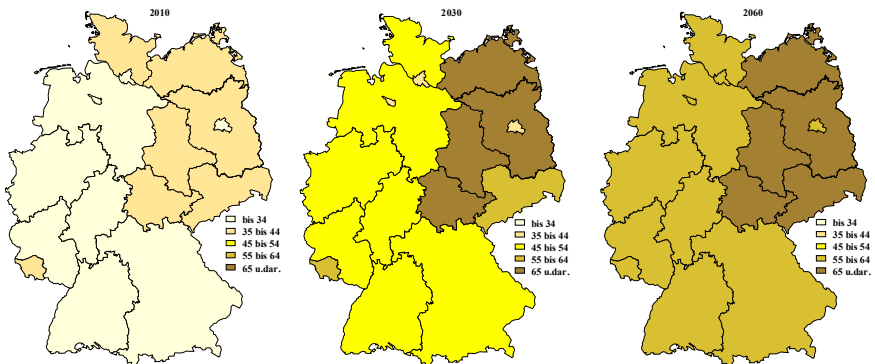 2010
bis 34
35 bis 44
45 bis 54
55 bis 64
65 u.dar.
2030
bis 34
35 bis 44
45 bis 54
55 bis 64
65 u.dar.
2060
bis 34
35 bis 44
45 bis 54
55 bis 64
65 u.dar.